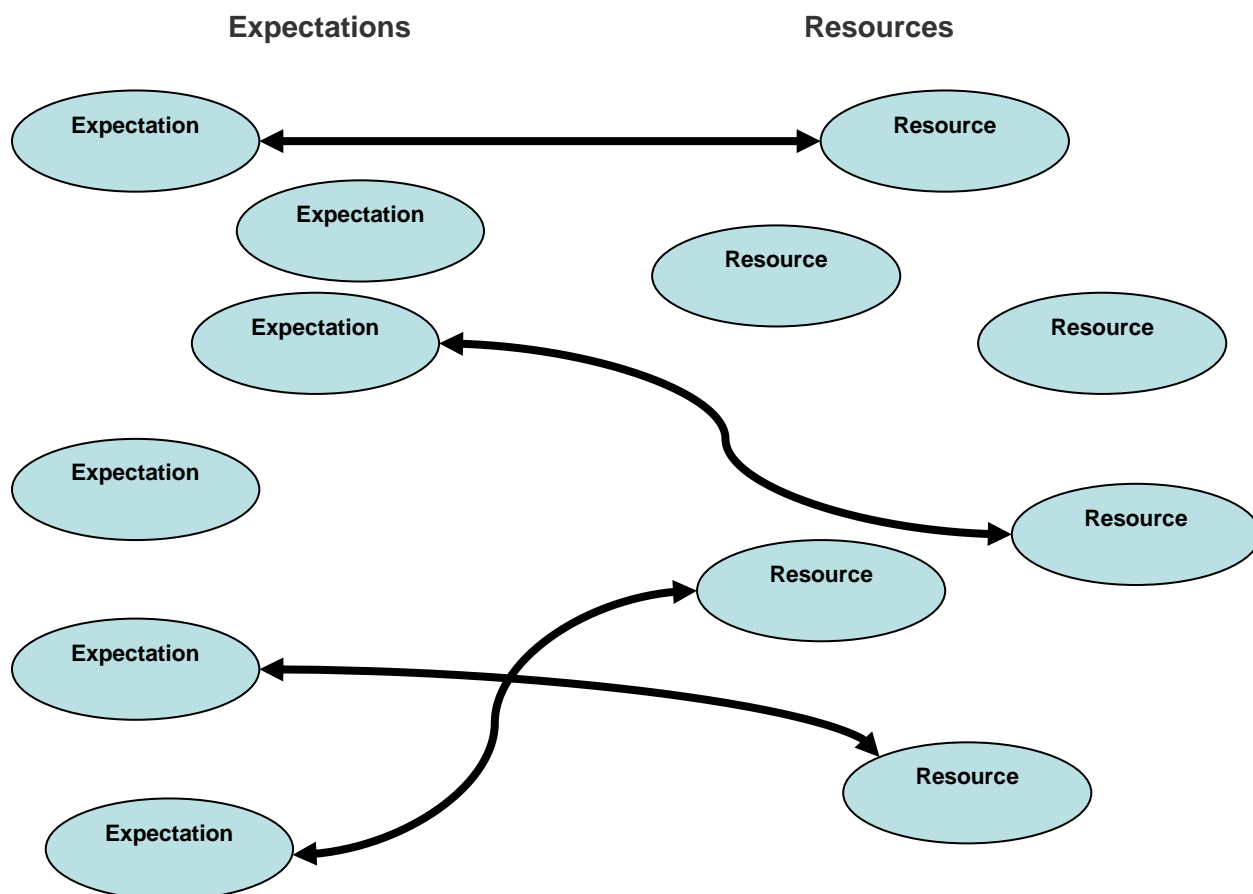 Expectations
Resources
Expectation
Resource
Expectation
Resource
Expectation
Resource
Expectation
Resource
Resource
Expectation
Resource
Expectation